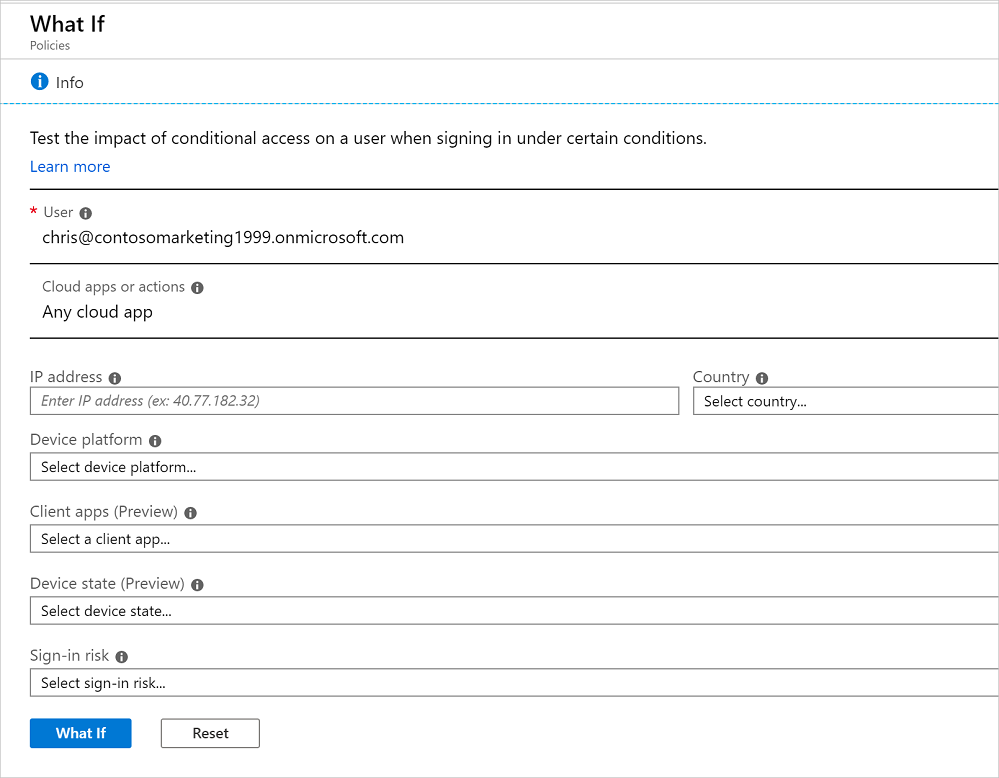 What If
Policies
Info
Test the impact of conditional access on a user when signing in under certain conditions.
Learn more
* User
chris@contosomarketing1999.onmicrosoft.com
Cloud apps or actions
Any cloud app
IP address
Country
Enter IP address (ex: 40.77.182.32)
Select country...
Device platform
Select device platform...
Client apps (Preview)
Select a client app...
Device state (Preview)
Select device state...
Sign-in risk
Select sign-in risk...
What If
Reset